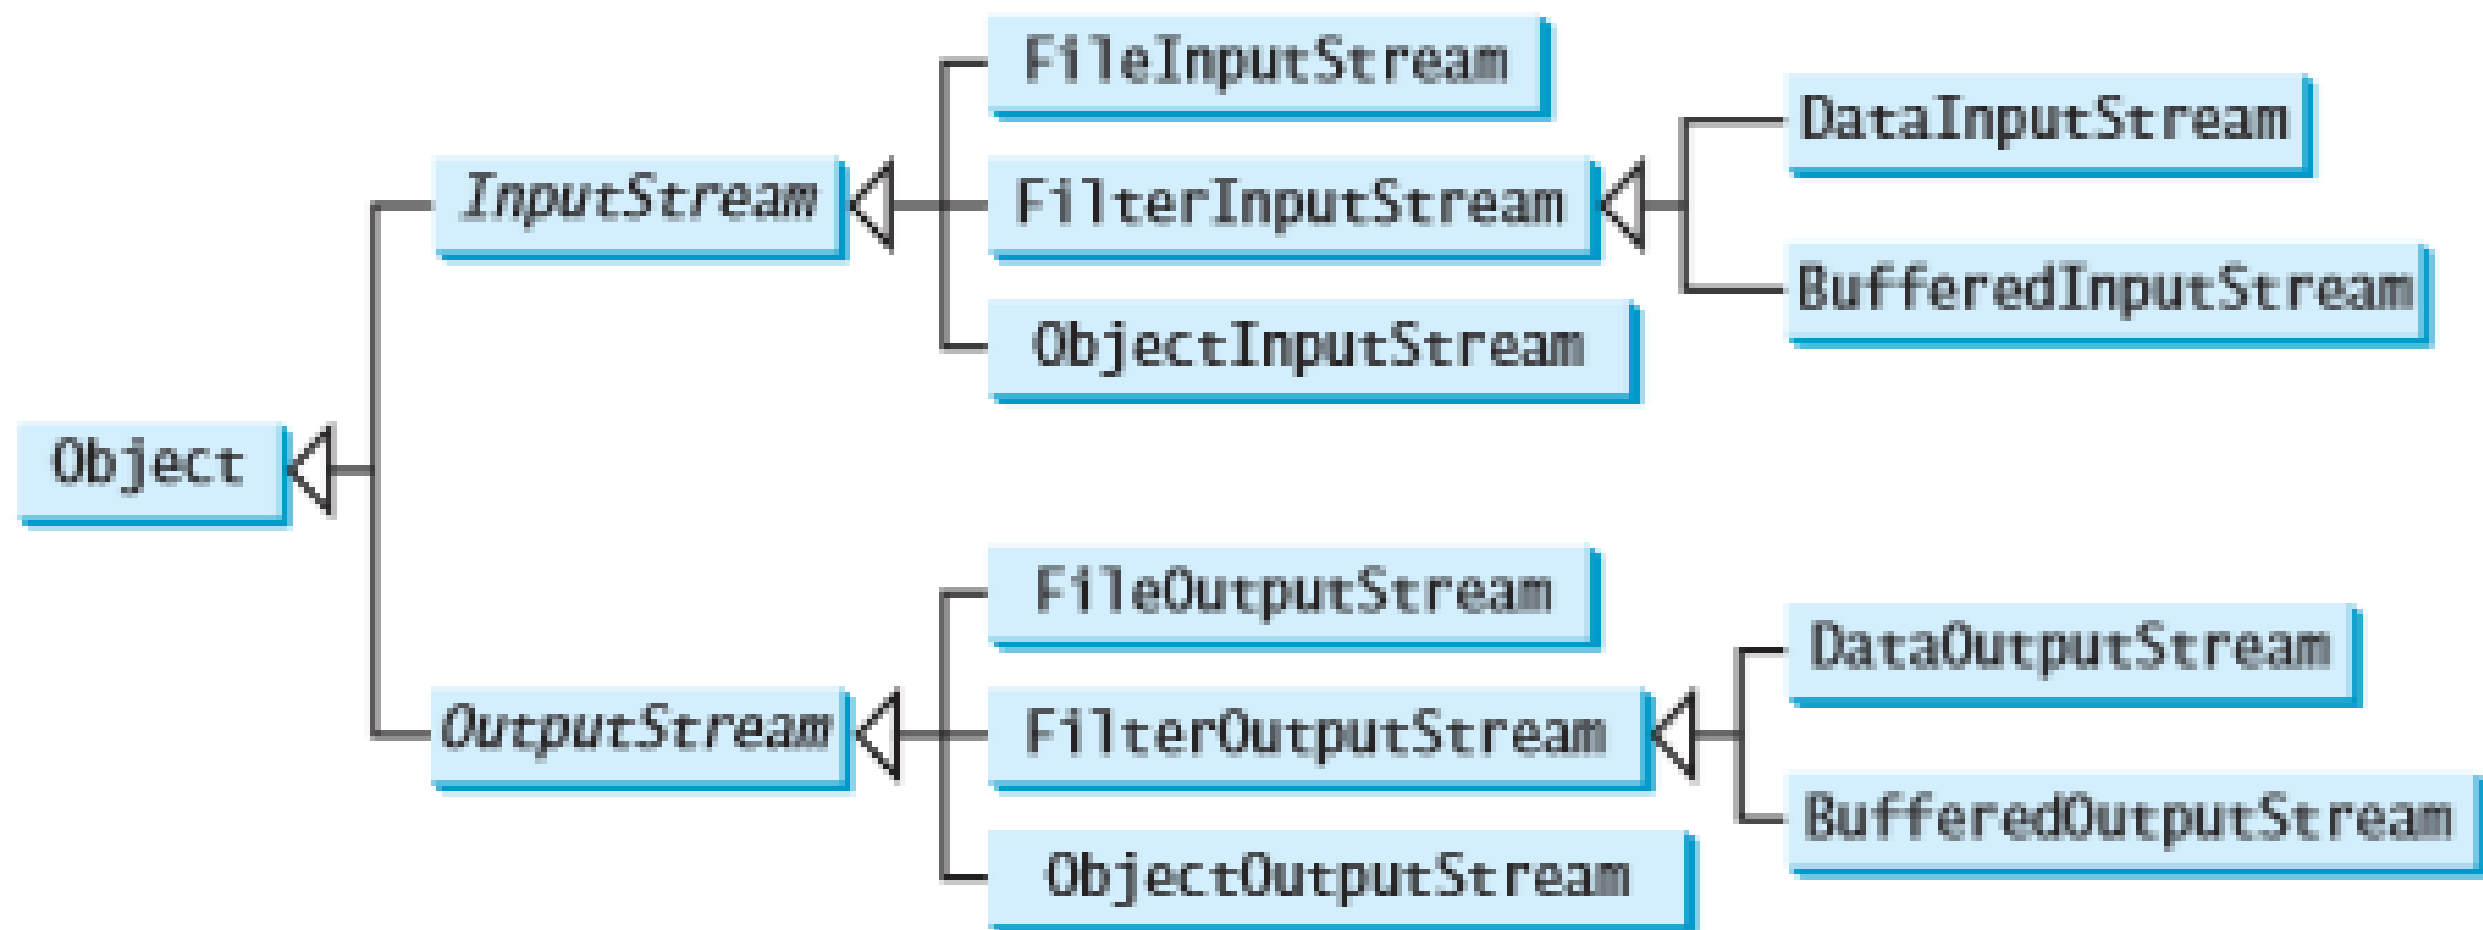 FileInputStream
DataInputStream
InputStream
FilterInputStream
BufferedInputStream
ObjectInputStream
Object
FileOutputStream
DataOutputStream
OutputStream
FilterOutputStream
BufferedOutputStream
ObjectOutputStream